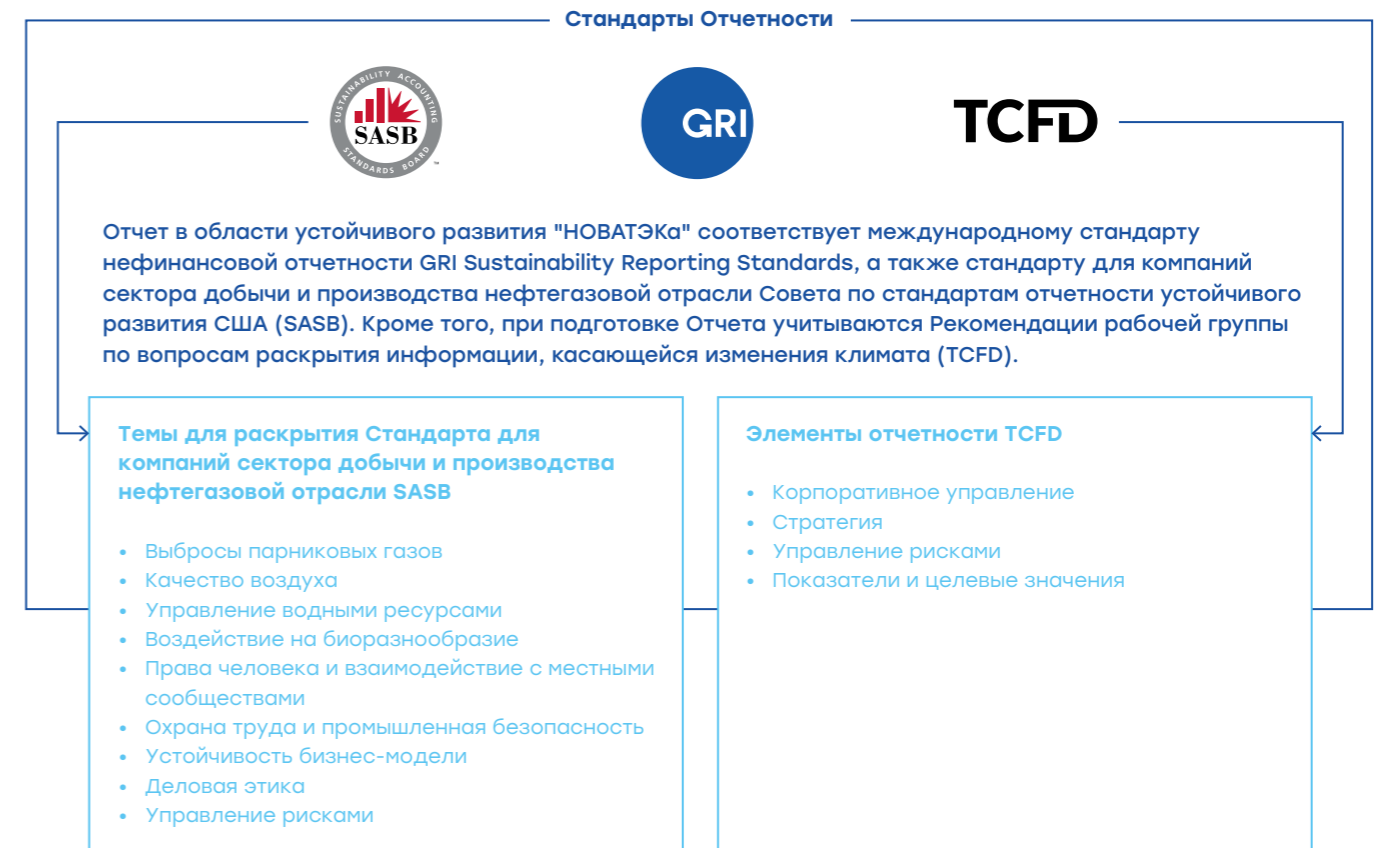 Стандарты Отчетности
SUSTAINABILITY ACCOUNTING
SASB
STANDARDS BOARD
™
GRI
TCFD
Отчет в области устойчивого развития "НОВАТЭКа" соответствует международному стандарту
нефинансовой отчетности GRI Sustainability Reporting Standards, а также стандарту для компаний
сектора добычи и производства нефтегазовой отрасли Совета по стандартам отчетности устойчивого
развития США (SASB). Кроме того, при подготовке Отчета учитываются Рекомендации рабочей группы
по вопросам раскрытия информации, касающейся изменения климата (TCFD).
Темы для раскрытия Стандарта для
компаний сектора добычи и производства
нефтегазовой отрасли SASB
• Выбросы парниковых газов
• Качество воздуха
• Управление водными ресурсами
• Воздействие на биоразнообразие
• Права человека и взаимодействие с местными
сообществами
• Охрана труда и промышленная безопасность
• Устойчивость бизнес-модели
• Деловая этика
• Управление рисками
Элементы отчетности TCFD
• Корпоративное управление
• Стратегия
• Управление рисками
• Показатели и целевые значения